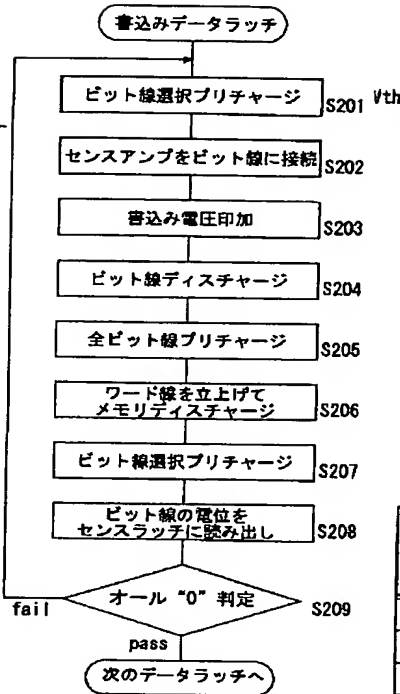 書込みデータラッチ
ビット線選択プリチャージ S201 Vth
センスアンプをビット線に接続 S202
書込み電圧印加 S203
ビット線ディスチャージ S204
全ビット線プリチャージ S205
ワード線を立上げて
メモリディスチャージ S206
ビット線選択プリチャージ S207
ビット線の電位を
センスラッチに読み出し S208
オール “0” 判定 S209
fail
pass
次のデータラッチへ